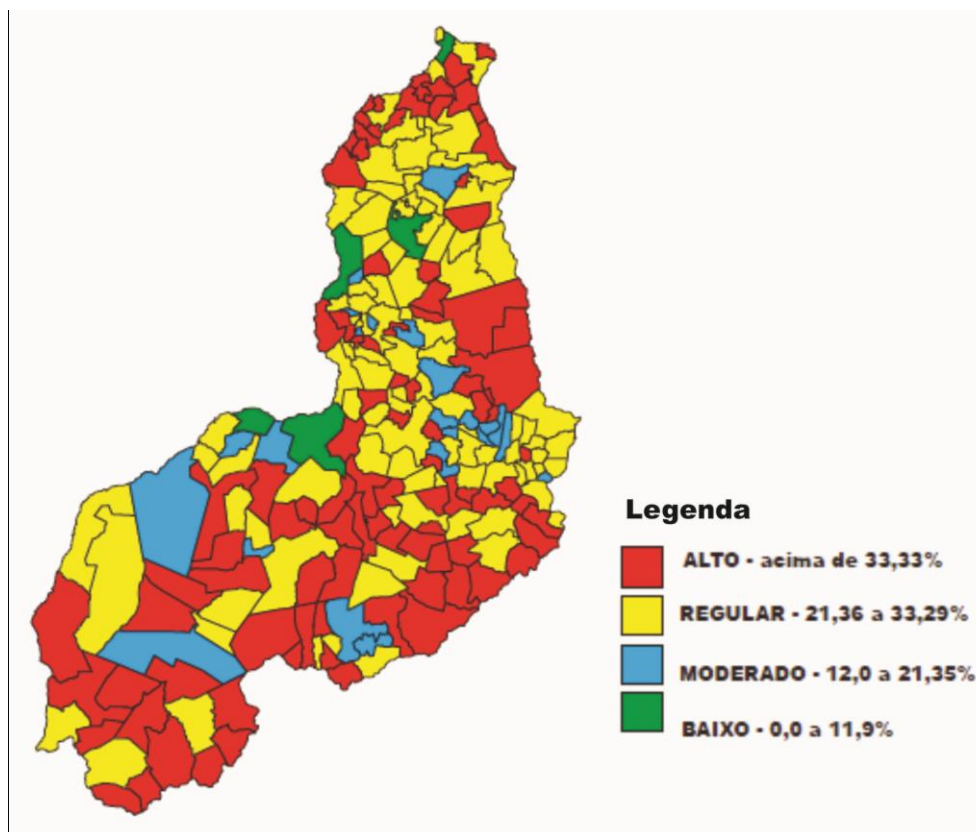 Legenda
ALTO - acima de 33,33%
REGULAR - 21,36 a 33,29%
MODERADO - 12,0 a 21,35%
BAIXO - 0,0 a 11,9%